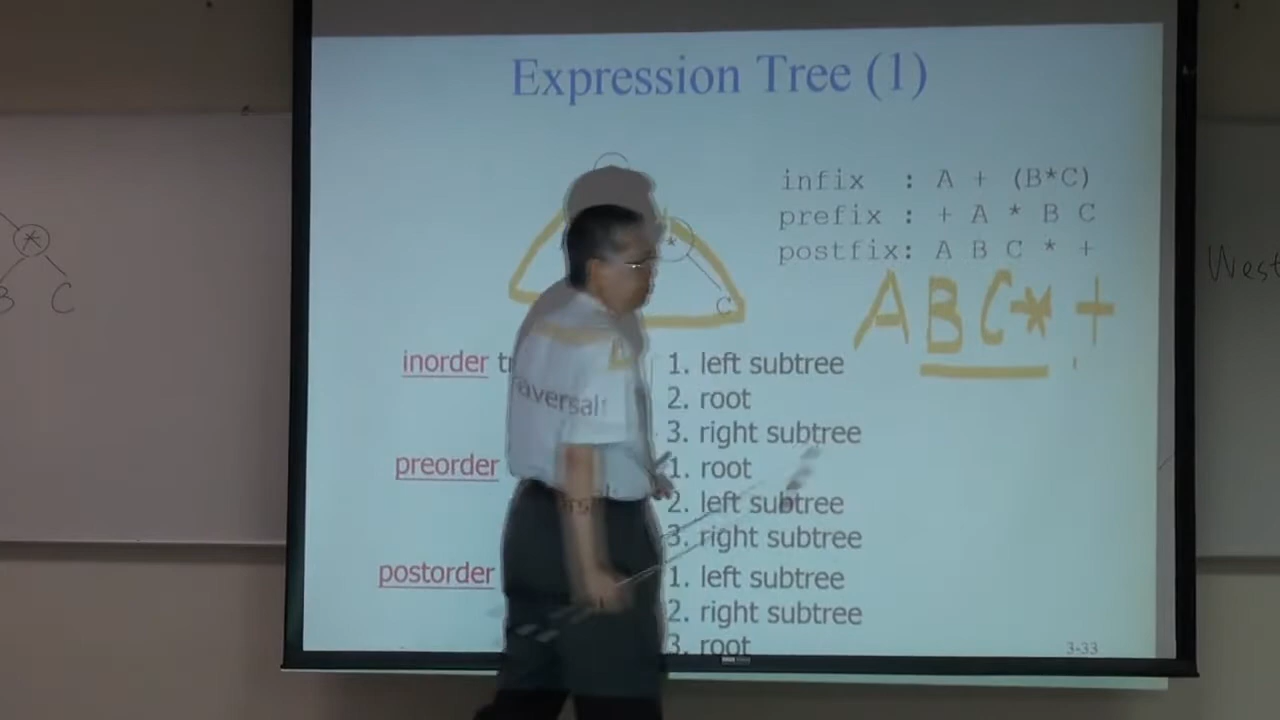 Expression Tree (1)
infix : A + (B*C)
prefix : + A * B C
postfix: A B C * +
A B C * +
*
C
*
C
West
inorder
1. left subtree
2. root
3. right subtree
preorder
1. root
2. left subtree
3. right subtree
postorder
1. left subtree
2. right subtree
3. root
3-33